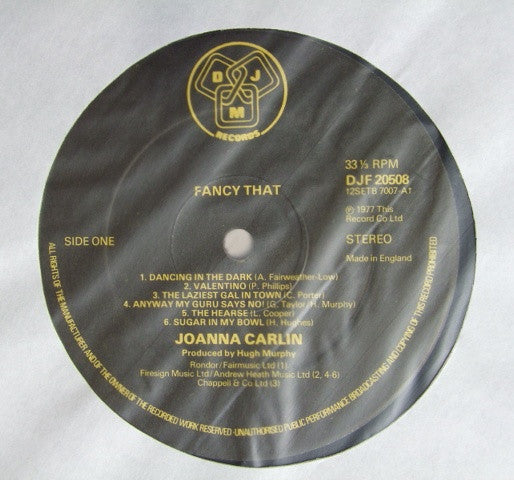 D J
M
RECORDS
FANCY THAT
33 ⅓ RPM
DJF 20508
12SETB 7007-A1
℗ 1977 This
Record Co Ltd
SIDE ONE
STEREO
Made in England
1. DANCING IN THE DARK (A. Fairweather-Low)
2. VALENTINO (P. Phillips)
3. THE LAZIEST GAL IN TOWN (C. Porter)
4. ANYWAY MY GURU SAYS NO! (G. Taylor/H. Murphy)
5. THE HEARSE (L. Cooper)
6. SUGAR IN MY BOWL (H. Hughes)
JOANNA CARLIN
Produced by Hugh Murphy
Rondor/Fairmusic Ltd (1)
Firesign Music Ltd/Andrew Heath Music Ltd (2, 4-6)
Chappell & Co Ltd (3)
ALL RIGHTS OF THE MANUFACTURER AND OF THE OWNER OF THE RECORDED WORK RESERVED · UNAUTHORISED PUBLIC PERFORMANCE BROADCASTING AND COPYING OF THIS RECORD PROHIBITED